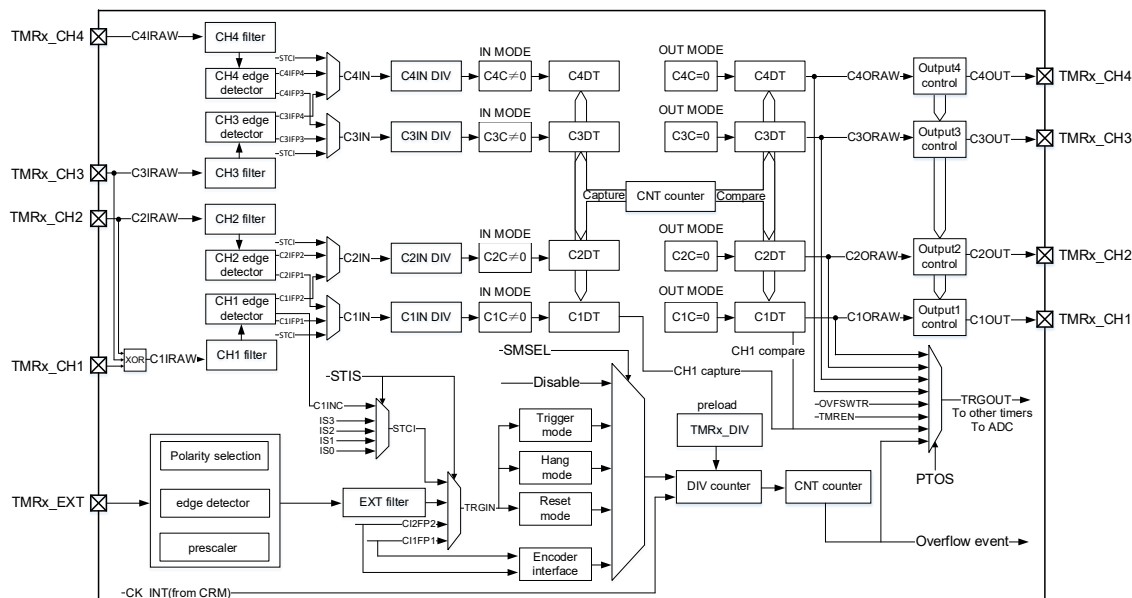 TMRx_CH4
C4IRAW
CH4 filter
CH4 edge
detector
STCI
C4IFP4
C4IFP3
C4IN
C4IN DIV
IN MODE
C4C≠0
C4DT
OUT MODE
C4C=0
C4DT
C4ORAW
Output4
control
C4OUT
TMRx_CH4
CH3 edge
detector
C3IFP4
C3IFP3
STCI
C3IN
C3IN DIV
C3C≠0
C3DT
C3C=0
C3DT
C3ORAW
Output3
control
C3OUT
TMRx_CH3
TMRx_CH3
C3IRAW
CH3 filter
Capture
CNT counter
Compare
TMRx_CH2
C2IRAW
CH2 filter
CH2 edge
detector
STCI
C2IFP2
C2IFP1
C2IN
C2IN DIV
IN MODE
C2C≠0
C2DT
OUT MODE
C2C=0
C2DT
C2ORAW
Output2
control
C2OUT
TMRx_CH2
CH1 edge
detector
C1IFP2
C1IFP1
STCI
C1IN
C1IN DIV
IN MODE
C1C≠0
C1DT
OUT MODE
C1C=0
C1DT
C1ORAW
Output1
control
C1OUT
TMRx_CH1
TMRx_CH1
XOR
C1IRAW
CH1 filter
CH1 compare
CH1 capture
SMSEL
Disable
STIS
C1INC
IS3
IS2
IS1
IS0
STCI
Trigger
mode
Hang
mode
Reset
mode
Encoder
interface
preload
TMRx_DIV
DIV counter
CNT counter
OVFSWTR
TMREN
TRGOUT
To other timers
To ADC
PTOS
Overflow event
TMRx_EXT
Polarity selection
edge detector
prescaler
EXT filter
CI2FP2
CI1FP1
TRGIN
CK_INT(from CRM)